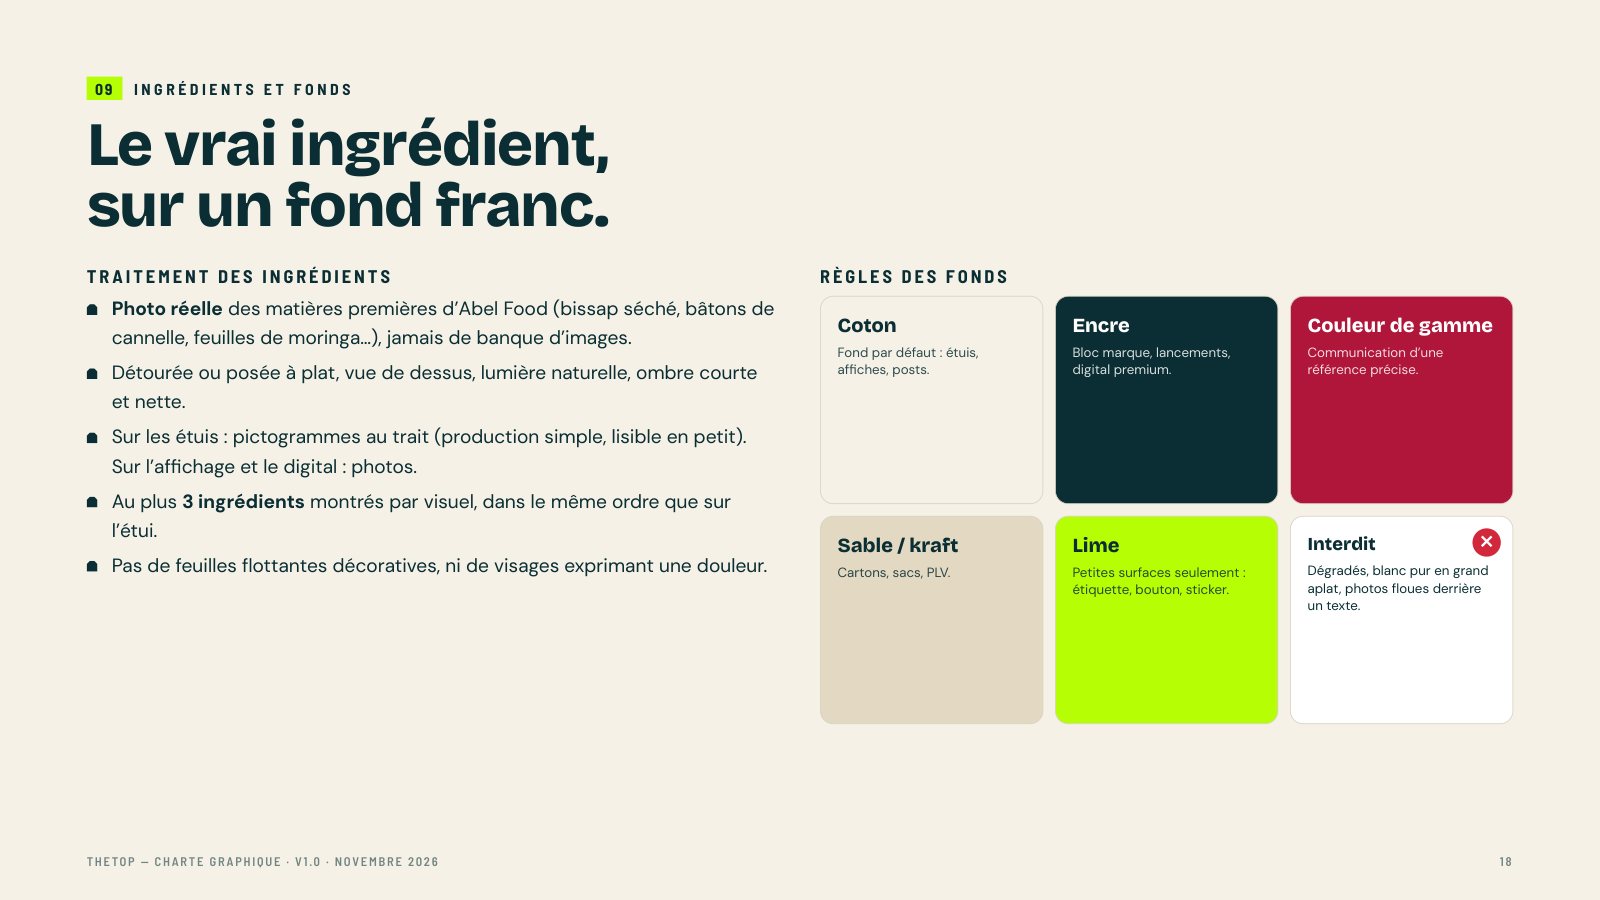 09 INGRÉDIENTS ET FONDS
Le vrai ingrédient,
sur un fond franc.
TRAITEMENT DES INGRÉDIENTS
Photo réelle des matières premières d’Abel Food (bissap séché, bâtons de
cannelle, feuilles de moringa…), jamais de banque d’images.
Détourée ou posée à plat, vue de dessus, lumière naturelle, ombre courte
et nette.
Sur les étuis : pictogrammes au trait (production simple, lisible en petit).
Sur l’affichage et le digital : photos.
Au plus 3 ingrédients montrés par visuel, dans le même ordre que sur
l’étui.
Pas de feuilles flottantes décoratives, ni de visages exprimant une douleur.
RÈGLES DES FONDS
Coton
Fond par défaut : étuis,
affiches, posts.
Encre
Bloc marque, lancements,
digital premium.
Couleur de gamme
Communication d’une
référence précise.
Sable / kraft
Cartons, sacs, PLV.
Lime
Petites surfaces seulement :
étiquette, bouton, sticker.
Interdit
Dégradés, blanc pur en grand
aplat, photos floues derrière
un texte.
THETOP — CHARTE GRAPHIQUE · V1.0 · NOVEMBRE 2026
18